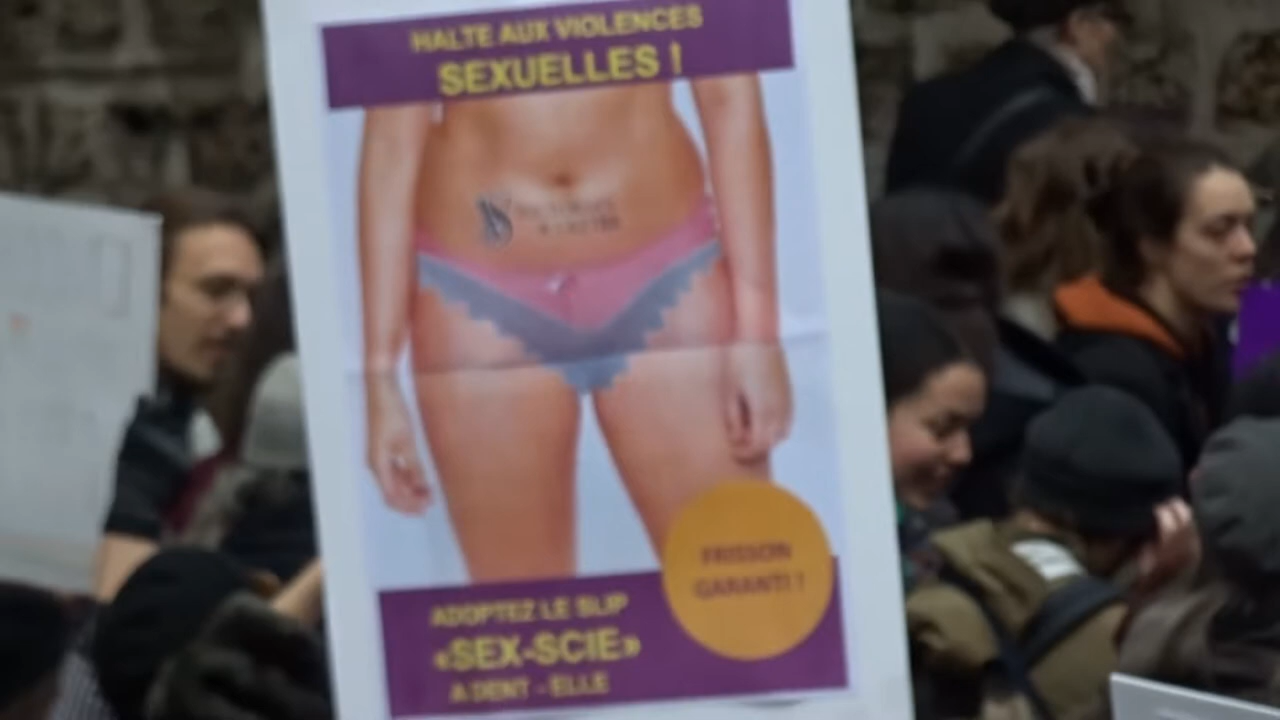 HALTE AUX VIOLENCES
SEXUELLES !
FRISSON
GARANTI !
ADOPTEZ LE SLIP
«SEX-SCIE»
A DENT - ELLE